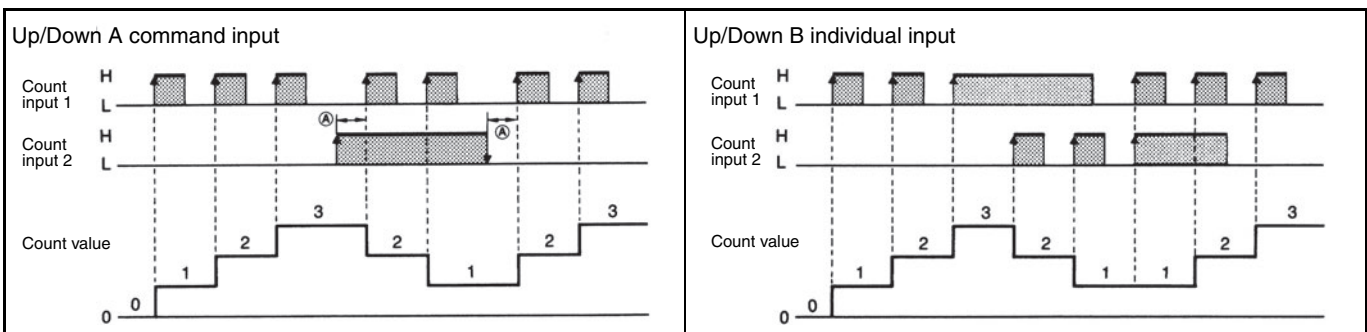 Up/Down A command input
Count
input 1
H
L
Ⓐ
Ⓐ
Count
input 2
H
L
Count value
0
0
1
2
3
2
1
2
3
Up/Down B individual input
Count
input 1
H
L
Count
input 2
H
L
Count value
0
0
1
2
3
2
1
1
2
3